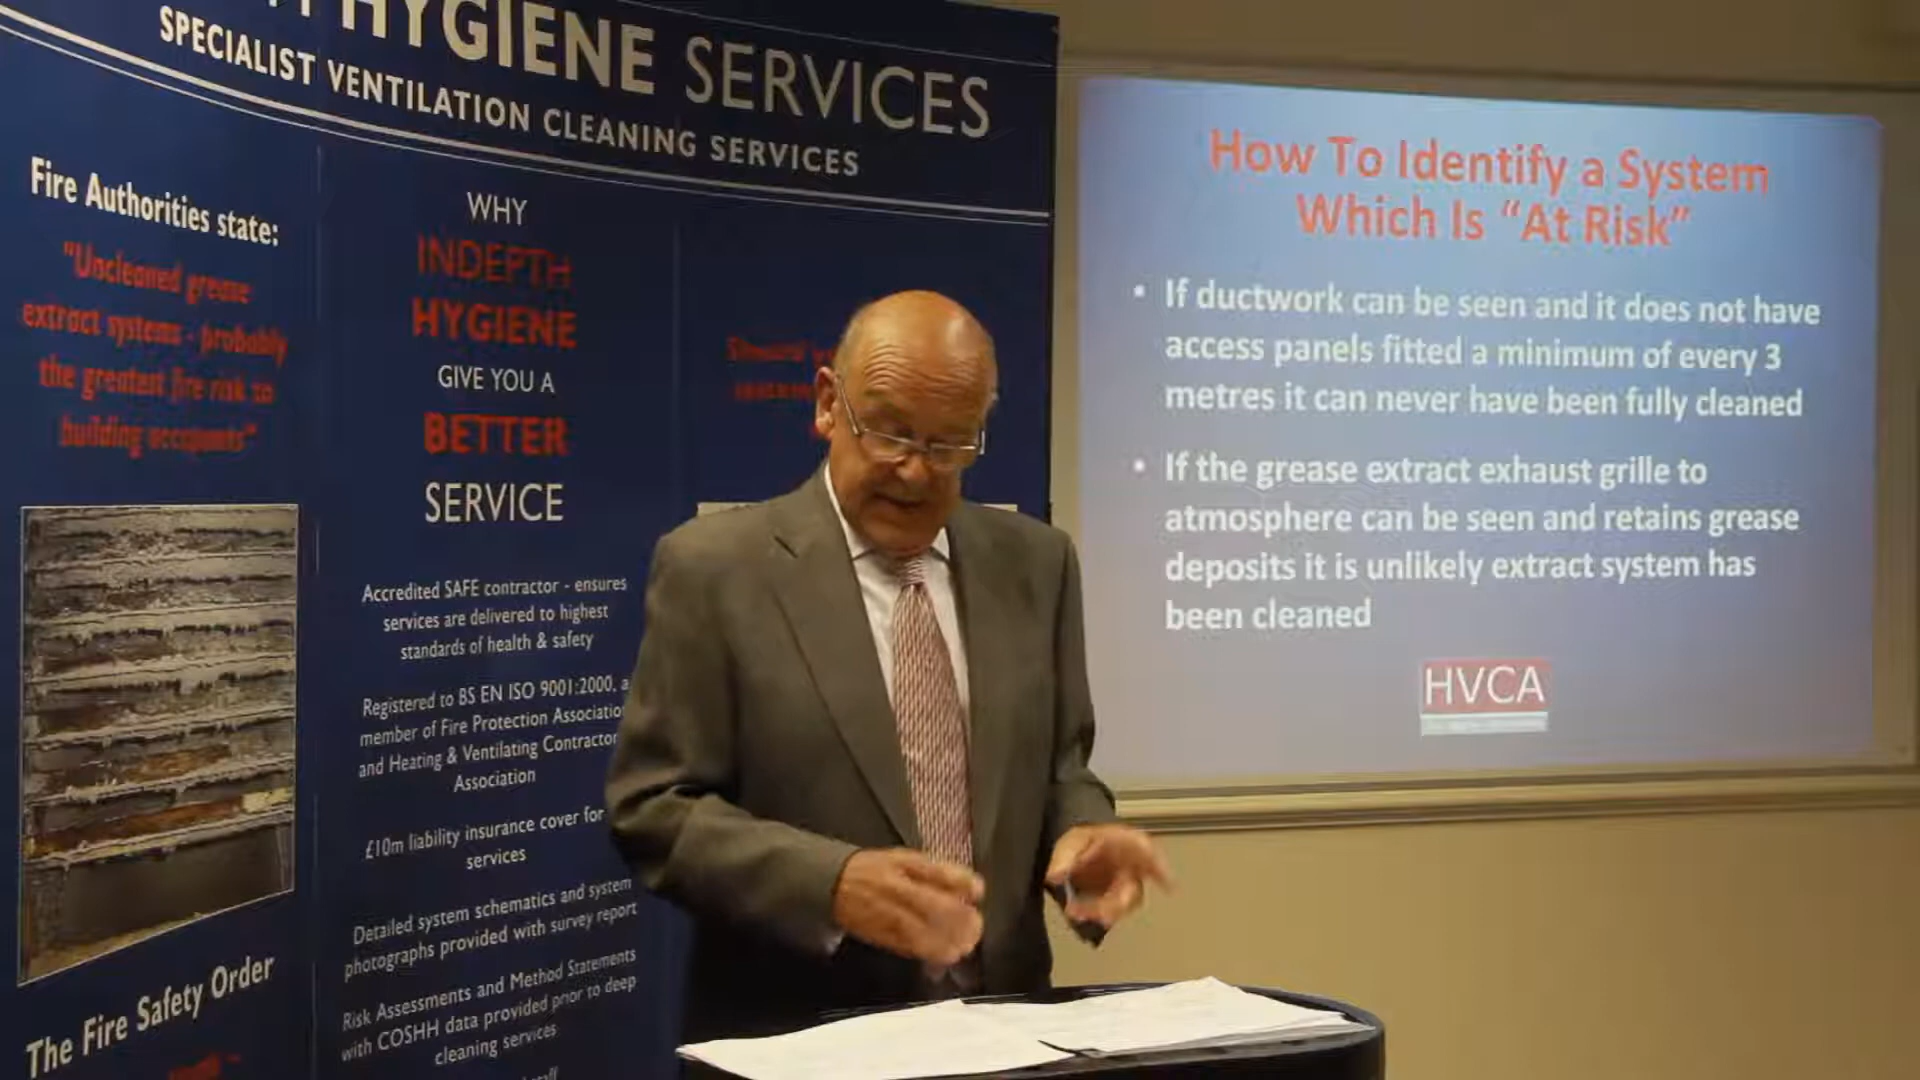 HYGIENE SERVICES
SPECIALIST VENTILATION CLEANING SERVICES
Fire Authorities state:
"Uncleaned grease
extract systems - probably
the greatest fire risk to
building occupants"
The Fire Safety Order
WHY
INDEPTH
HYGIENE
GIVE YOU A
BETTER
SERVICE
Accredited SAFE contractor - ensures
services are delivered to highest
standards of health & safety
Registered to BS EN ISO 9001:2000, a
member of Fire Protection Associatio
and Heating & Ventilating Contractor
Association
£10m liability insurance cover for
services
Detailed system schematics and system
photographs provided with survey report
Risk Assessments and Method Statements
with COSHH data provided prior to deep
cleaning services
How To Identify a System
Which Is “At Risk”
• If ductwork can be seen and it does not have
access panels fitted a minimum of every 3
metres it can never have been fully cleaned
• If the grease extract exhaust grille to
atmosphere can be seen and retains grease
deposits it is unlikely extract system has
been cleaned
HVCA